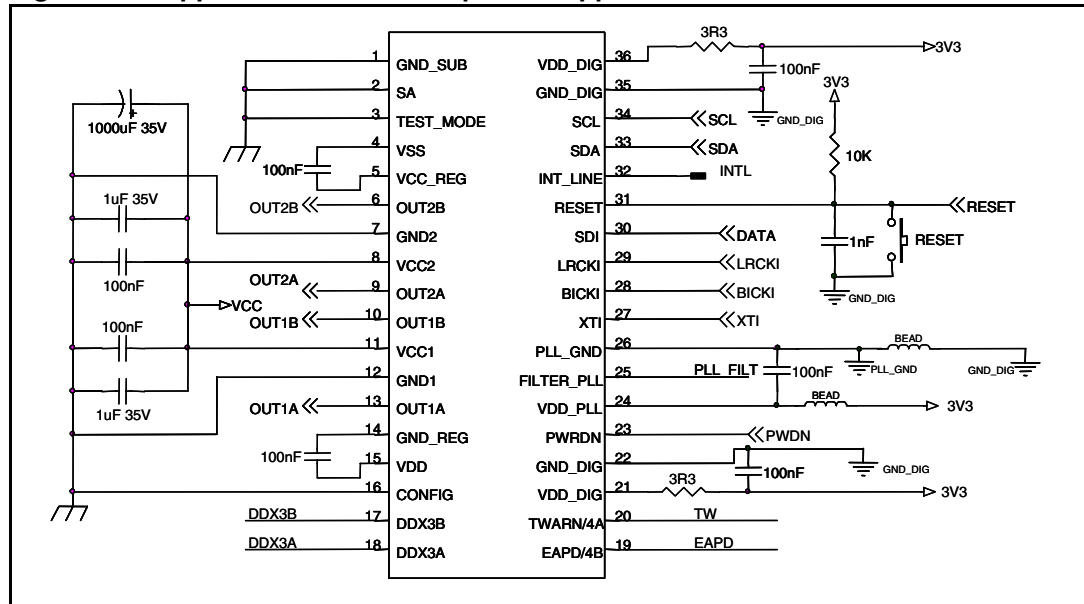 3R3
3V3
100nF
GND_DIG
3V3
10K
1 GND_SUB
2 SA
3 TEST_MODE
4 VSS
5 VCC_REG
6 OUT2B
7 GND2
8 VCC2
9 OUT2A
10 OUT1B
11 VCC1
12 GND1
13 OUT1A
14 GND_REG
15 VDD
16 CONFIG
17 DDX3B
18 DDX3A
VDD_DIG 36
GND_DIG 35
SCL 34
SDA 33
INT_LINE 32
RESET 31
SDI 30
LRCKI 29
BICKI 28
XTI 27
PLL_GND 26
FILTER_PLL 25
VDD_PLL 24
PWRDN 23
GND_DIG 22
VDD_DIG 21
TWARN/4A 20
EAPD/4B 19
1000uF 35V
+
100nF
OUT2B
1uF 35V
100nF
OUT2A
VCC
OUT1B
100nF
1uF 35V
OUT1A
100nF
DDX3B
DDX3A
SCL
SDA
INTL
RESET
1nF
RESET
GND_DIG
DATA
LRCKI
BICKI
XTI
BEAD
PLL_GND
GND_DIG
PLL_FILT
100nF
BEAD
3V3
PWDN
100nF
GND_DIG
3R3
3V3
TW
EAPD